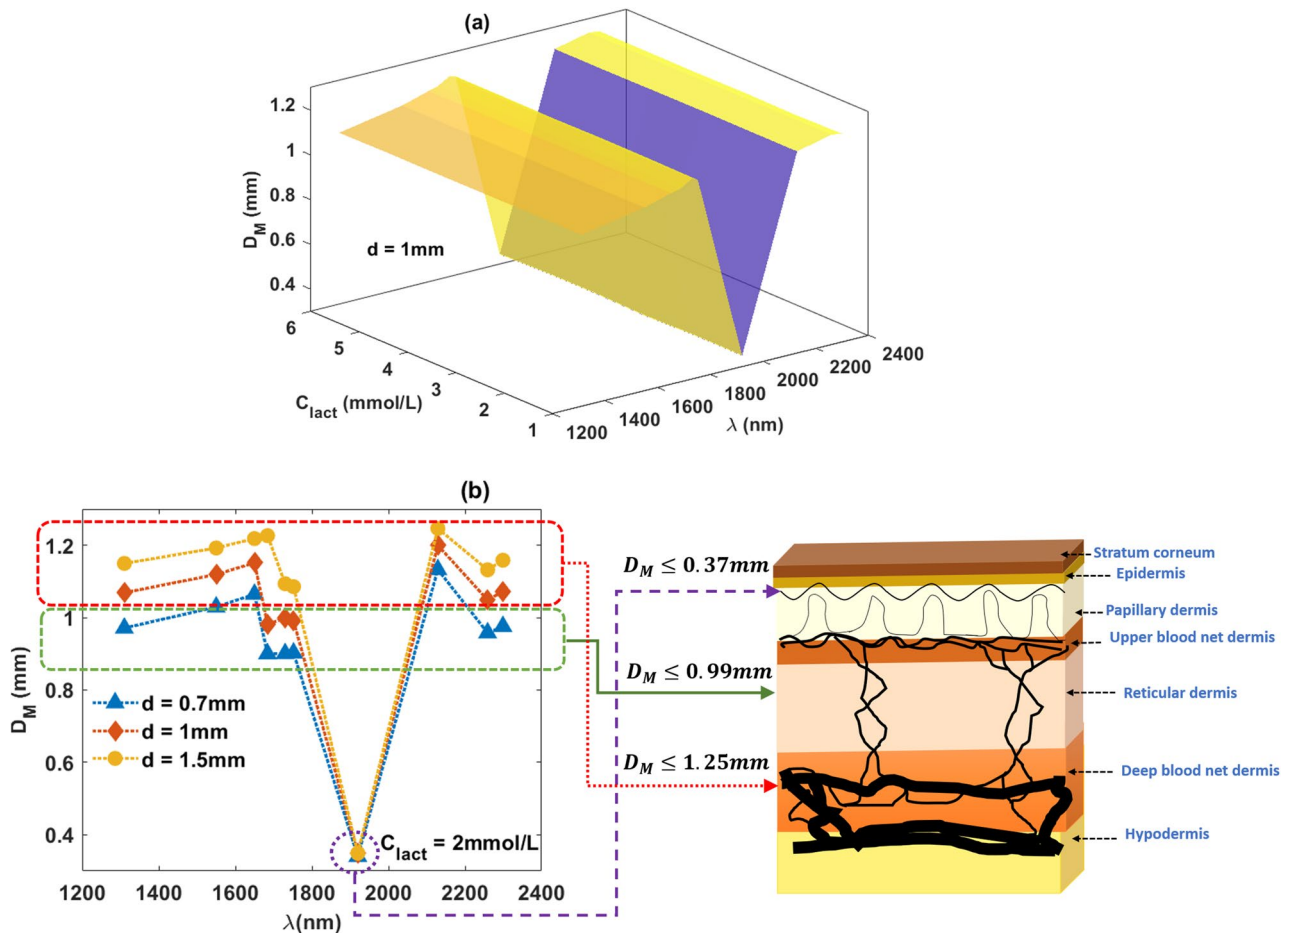 (a)
D_M (mm)
1.2
1
0.8
0.6
0.4
d = 1mm
6
5
4
3
2
1
C_lact (mmol/L)
1200
1400
1600
1800
2000
2200
2400
λ (nm)
(b)
D_M (mm)
1.2
1
0.8
0.6
0.4
d = 0.7mm
d = 1mm
d = 1.5mm
C_lact = 2mmol/L
1200 1400 1600 1800 2000 2200 2400
λ(nm)
D_M ≤ 0.37mm
D_M ≤ 0.99mm
D_M ≤ 1.25mm
Stratum corneum
Epidermis
Papillary dermis
Upper blood net dermis
Reticular dermis
Deep blood net dermis
Hypodermis